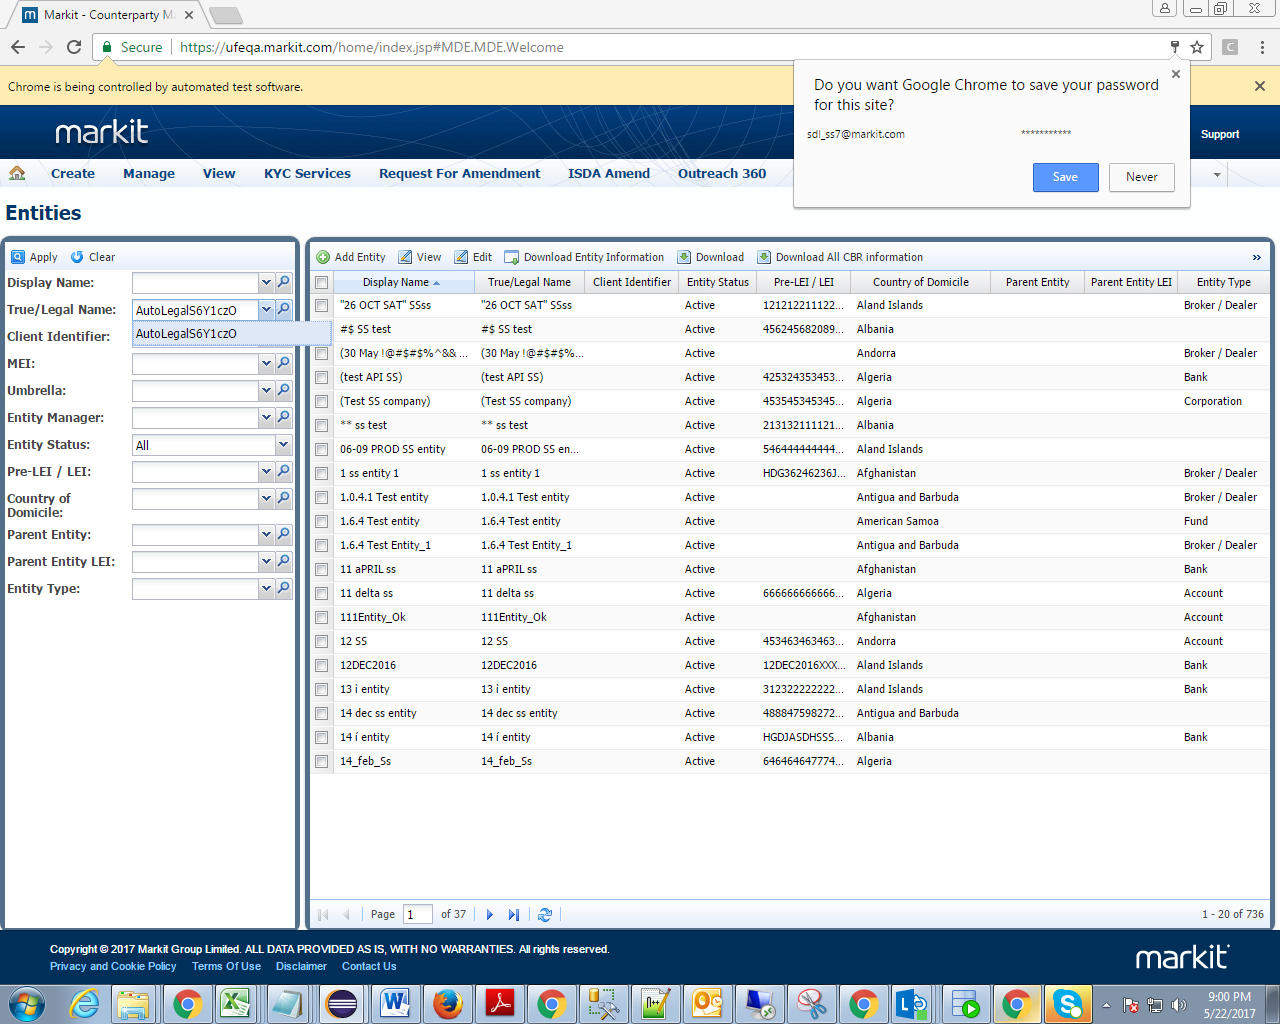 Markit - Counterparty M
Secure https://ufeqa.markit.com/home/index.jsp#MDE.MDE.Welcome
Chrome is being controlled by automated test software.
Do you want Google Chrome to save your password
for this site?
sdl_ss7@markit.com ***********
Save Never
markit
Support
Create Manage View KYC Services Request For Amendment ISDA Amend Outreach 360
Entities
Apply Clear
Display Name:
True/Legal Name: AutoLegalS6Y1czO
AutoLegalS6Y1czO
Client Identifier:
MEI:
Umbrella:
Entity Manager:
Entity Status: All
Pre-LEI / LEI:
Country of
Domicile:
Parent Entity:
Parent Entity LEI:
Entity Type:
Add Entity View Edit Download Entity Information Download Download All CBR information »
Display Name True/Legal Name Client Identifier Entity Status Pre-LEI / LEI Country of Domicile Parent Entity Parent Entity LEI Entity Type
"26 OCT SAT" SSss "26 OCT SAT" SSss Active 121212211122... Aland Islands Broker / Dealer
#$ SS test #$ SS test Active 456245682089... Albania
(30 May !@#$#$%^&& ... (30 May !@#$#$%... Active Andorra Broker / Dealer
(test API SS) (test API SS) Active 425324353453... Algeria Bank
(Test SS company) (Test SS company) Active 453545345345... Algeria Corporation
** ss test ** ss test Active 213132111121... Albania
06-09 PROD SS entity 06-09 PROD SS en... Active 546444444444... Aland Islands
1 ss entity 1 1 ss entity 1 Active HDG36246236J... Afghanistan Broker / Dealer
1.0.4.1 Test entity 1.0.4.1 Test entity Active Antigua and Barbuda Broker / Dealer
1.6.4 Test entity 1.6.4 Test entity Active American Samoa Fund
1.6.4 Test Entity_1 1.6.4 Test Entity_1 Active Antigua and Barbuda Broker / Dealer
11 aPRIL ss 11 aPRIL ss Active Afghanistan Bank
11 delta ss 11 delta ss Active 666666666666... Algeria Account
111Entity_Ok 111Entity_Ok Active Afghanistan Account
12 SS 12 SS Active 453463463463... Andorra Account
12DEC2016 12DEC2016 Active 12DEC2016XXX... Aland Islands Bank
13 i entity 13 i entity Active 312322222222... Aland Islands Bank
14 dec ss entity 14 dec ss entity Active 488847598272... Antigua and Barbuda
14 í entity 14 í entity Active HGDJASDHSSS... Albania Bank
14_feb_Ss 14_feb_Ss Active 646464647774... Algeria
Page 1 of 37 1 - 20 of 736
Copyright © 2017 Markit Group Limited. ALL DATA PROVIDED AS IS, WITH NO WARRANTIES. All rights reserved.
Privacy and Cookie Policy Terms Of Use Disclaimer Contact Us
markit
9:00 PM
5/22/2017